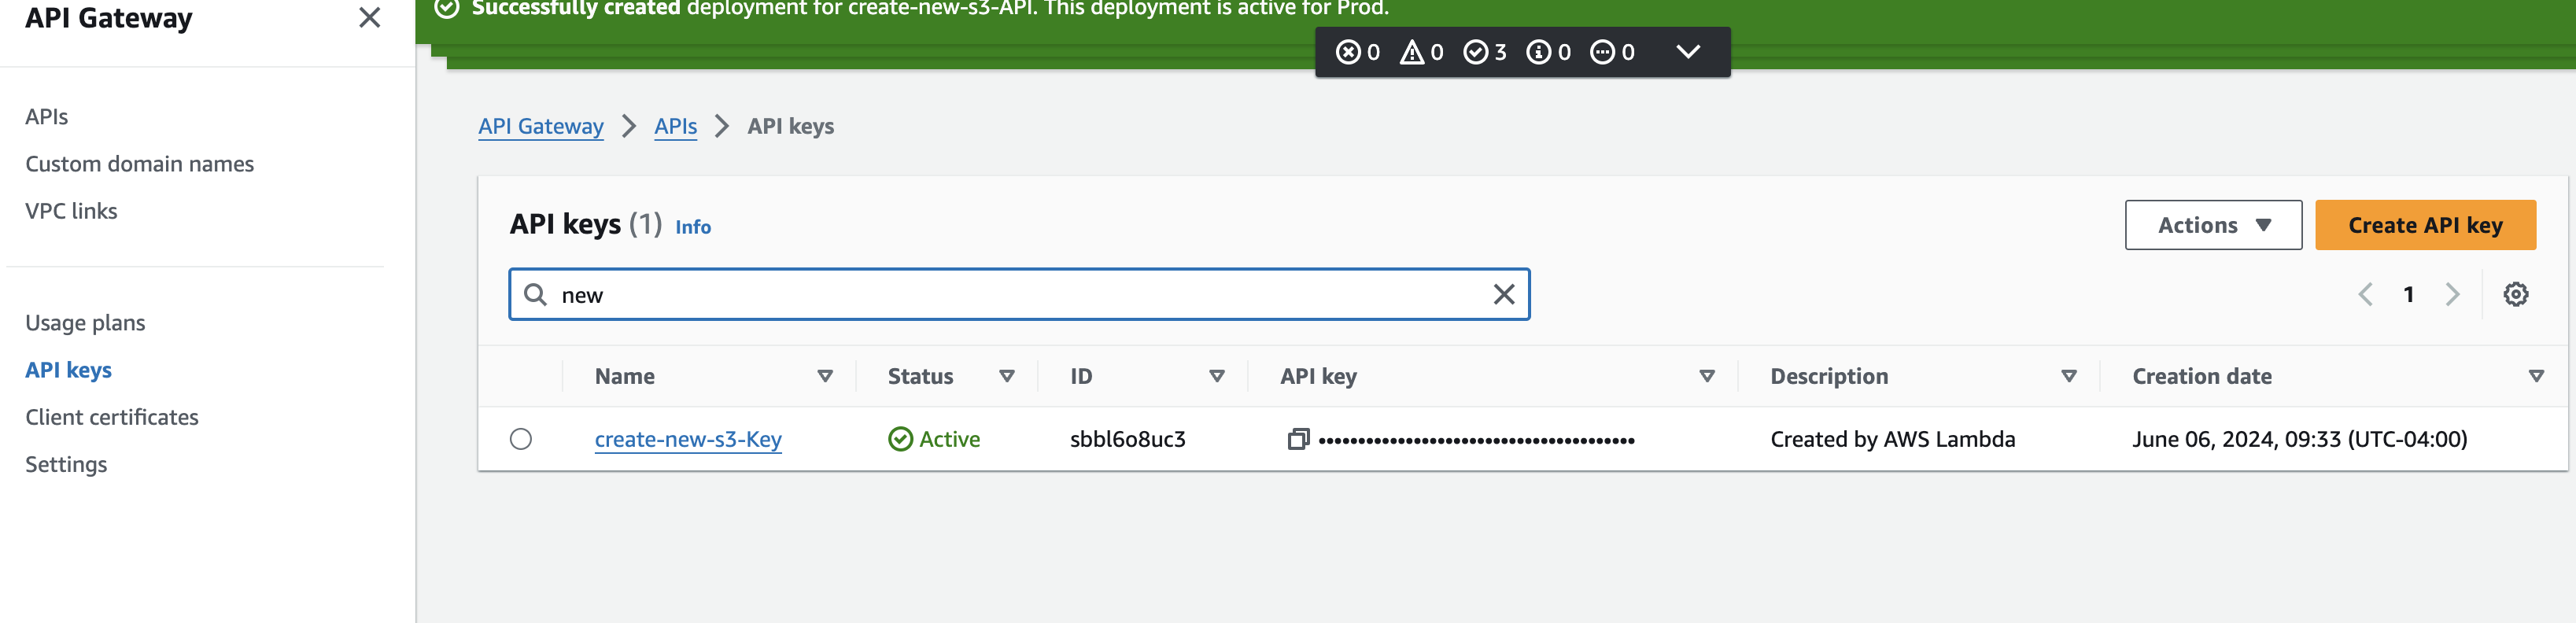 API Gateway
Successfully created deployment for create-new-s3-API. This deployment is active for Prod.
0 0 3 0 0
APIs
Custom domain names
VPC links
Usage plans
API keys
Client certificates
Settings
API Gateway > APIs > API keys
API keys (1) Info
Actions
Create API key
new
1
Name Status ID API key Description Creation date
create-new-s3-Key Active sbbl6o8uc3 •••••••••••••••••••••••••••••••••••••••• Created by AWS Lambda June 06, 2024, 09:33 (UTC-04:00)